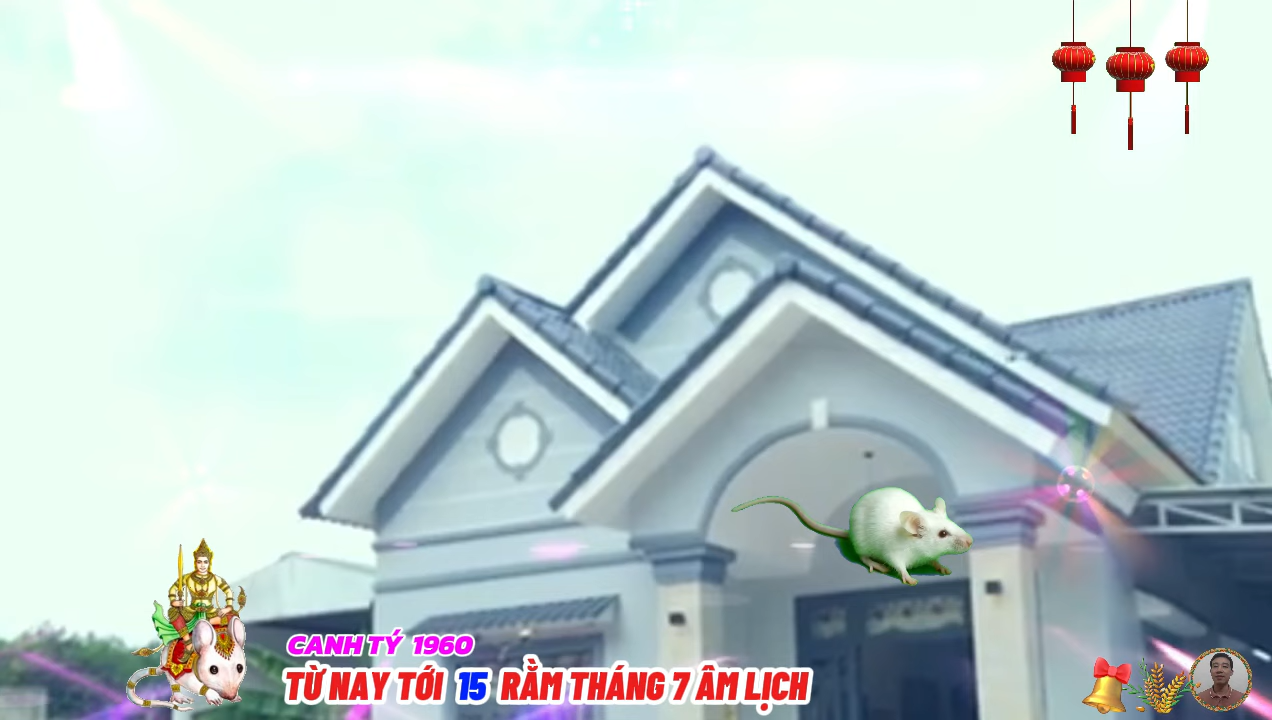 CANH TÝ 1960
TỪ NAY TỚI 15 RẰM THÁNG 7 ÂM LỊCH